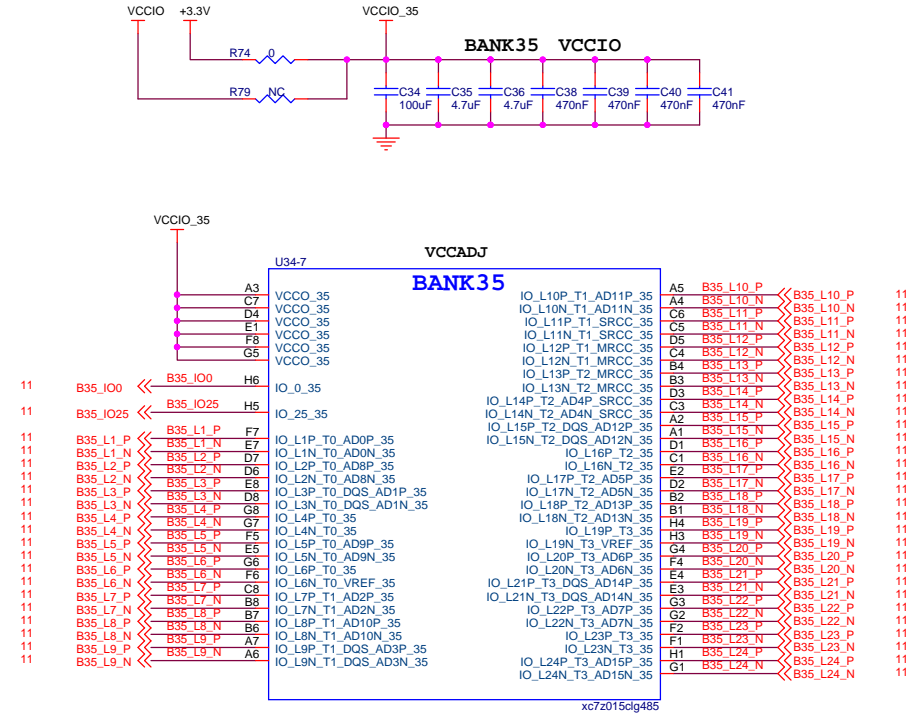 VCCIO +3.3V VCCIO_35
BANK35 VCCIO
R74 0
R79 NC
C34 C35 C36 C38 C39 C40 C41
100uF 4.7uF 4.7uF 470nF 470nF 470nF 470nF
VCCIO_35
VCCADJ
U34-7
BANK35
A3 VCCO_35
C7 VCCO_35
D4 VCCO_35
E1 VCCO_35
F8 VCCO_35
G5 VCCO_35
11 B35_IO0 B35_IO0 H6 IO_0_35
11 B35_IO25 B35_IO25 H5 IO_25_35
11 B35_L1_P B35_L1_P F7 IO_L1P_T0_AD0P_35
11 B35_L1_N B35_L1_N E7 IO_L1N_T0_AD0N_35
11 B35_L2_P B35_L2_P D7 IO_L2P_T0_AD8P_35
11 B35_L2_N B35_L2_N D6 IO_L2N_T0_AD8N_35
11 B35_L3_P B35_L3_P E8 IO_L3P_T0_DQS_AD1P_35
11 B35_L3_N B35_L3_N D8 IO_L3N_T0_DQS_AD1N_35
11 B35_L4_P B35_L4_P G8 IO_L4P_T0_35
11 B35_L4_N B35_L4_N G7 IO_L4N_T0_35
11 B35_L5_P B35_L5_P F5 IO_L5P_T0_AD9P_35
11 B35_L5_N B35_L5_N E5 IO_L5N_T0_AD9N_35
11 B35_L6_P B35_L6_P G6 IO_L6P_T0_35
11 B35_L6_N B35_L6_N F6 IO_L6N_T0_VREF_35
11 B35_L7_P B35_L7_P C8 IO_L7P_T1_AD2P_35
11 B35_L7_N B35_L7_N B8 IO_L7N_T1_AD2N_35
11 B35_L8_P B35_L8_P B7 IO_L8P_T1_AD10P_35
11 B35_L8_N B35_L8_N B6 IO_L8N_T1_AD10N_35
11 B35_L9_P B35_L9_P A7 IO_L9P_T1_DQS_AD3P_35
11 B35_L9_N B35_L9_N A6 IO_L9N_T1_DQS_AD3N_35
IO_L10P_T1_AD11P_35 A5 B35_L10_P B35_L10_P 11
IO_L10N_T1_AD11N_35 A4 B35_L10_N B35_L10_N 11
IO_L11P_T1_SRCC_35 C6 B35_L11_P B35_L11_P 11
IO_L11N_T1_SRCC_35 C5 B35_L11_N B35_L11_N 11
IO_L12P_T1_MRCC_35 D5 B35_L12_P B35_L12_P 11
IO_L12N_T1_MRCC_35 C4 B35_L12_N B35_L12_N 11
IO_L13P_T2_MRCC_35 B4 B35_L13_P B35_L13_P 11
IO_L13N_T2_MRCC_35 B3 B35_L13_N B35_L13_N 11
IO_L14P_T2_AD4P_SRCC_35 D3 B35_L14_P B35_L14_P 11
IO_L14N_T2_AD4N_SRCC_35 C3 B35_L14_N B35_L14_N 11
IO_L15P_T2_DQS_AD12P_35 A2 B35_L15_P B35_L15_P 11
IO_L15N_T2_DQS_AD12N_35 A1 B35_L15_N B35_L15_N 11
IO_L16P_T2_35 D1 B35_L16_P B35_L16_P 11
IO_L16N_T2_35 C1 B35_L16_N B35_L16_N 11
IO_L17P_T2_AD5P_35 E2 B35_L17_P B35_L17_P 11
IO_L17N_T2_AD5N_35 D2 B35_L17_N B35_L17_N 11
IO_L18P_T2_AD13P_35 B2 B35_L18_P B35_L18_P 11
IO_L18N_T2_AD13N_35 B1 B35_L18_N B35_L18_N 11
IO_L19P_T3_35 H4 B35_L19_P B35_L19_P 11
IO_L19N_T3_VREF_35 H3 B35_L19_N B35_L19_N 11
IO_L20P_T3_AD6P_35 G4 B35_L20_P B35_L20_P 11
IO_L20N_T3_AD6N_35 F4 B35_L20_N B35_L20_N 11
IO_L21P_T3_DQS_AD14P_35 E4 B35_L21_P B35_L21_P 11
IO_L21N_T3_DQS_AD14N_35 E3 B35_L21_N B35_L21_N 11
IO_L22P_T3_AD7P_35 G3 B35_L22_P B35_L22_P 11
IO_L22N_T3_AD7N_35 G2 B35_L22_N B35_L22_N 11
IO_L23P_T3_35 F2 B35_L23_P B35_L23_P 11
IO_L23N_T3_35 F1 B35_L23_N B35_L23_N 11
IO_L24P_T3_AD15P_35 H1 B35_L24_P B35_L24_P 11
IO_L24N_T3_AD15N_35 G1 B35_L24_N B35_L24_N 11
xc7z015clg485